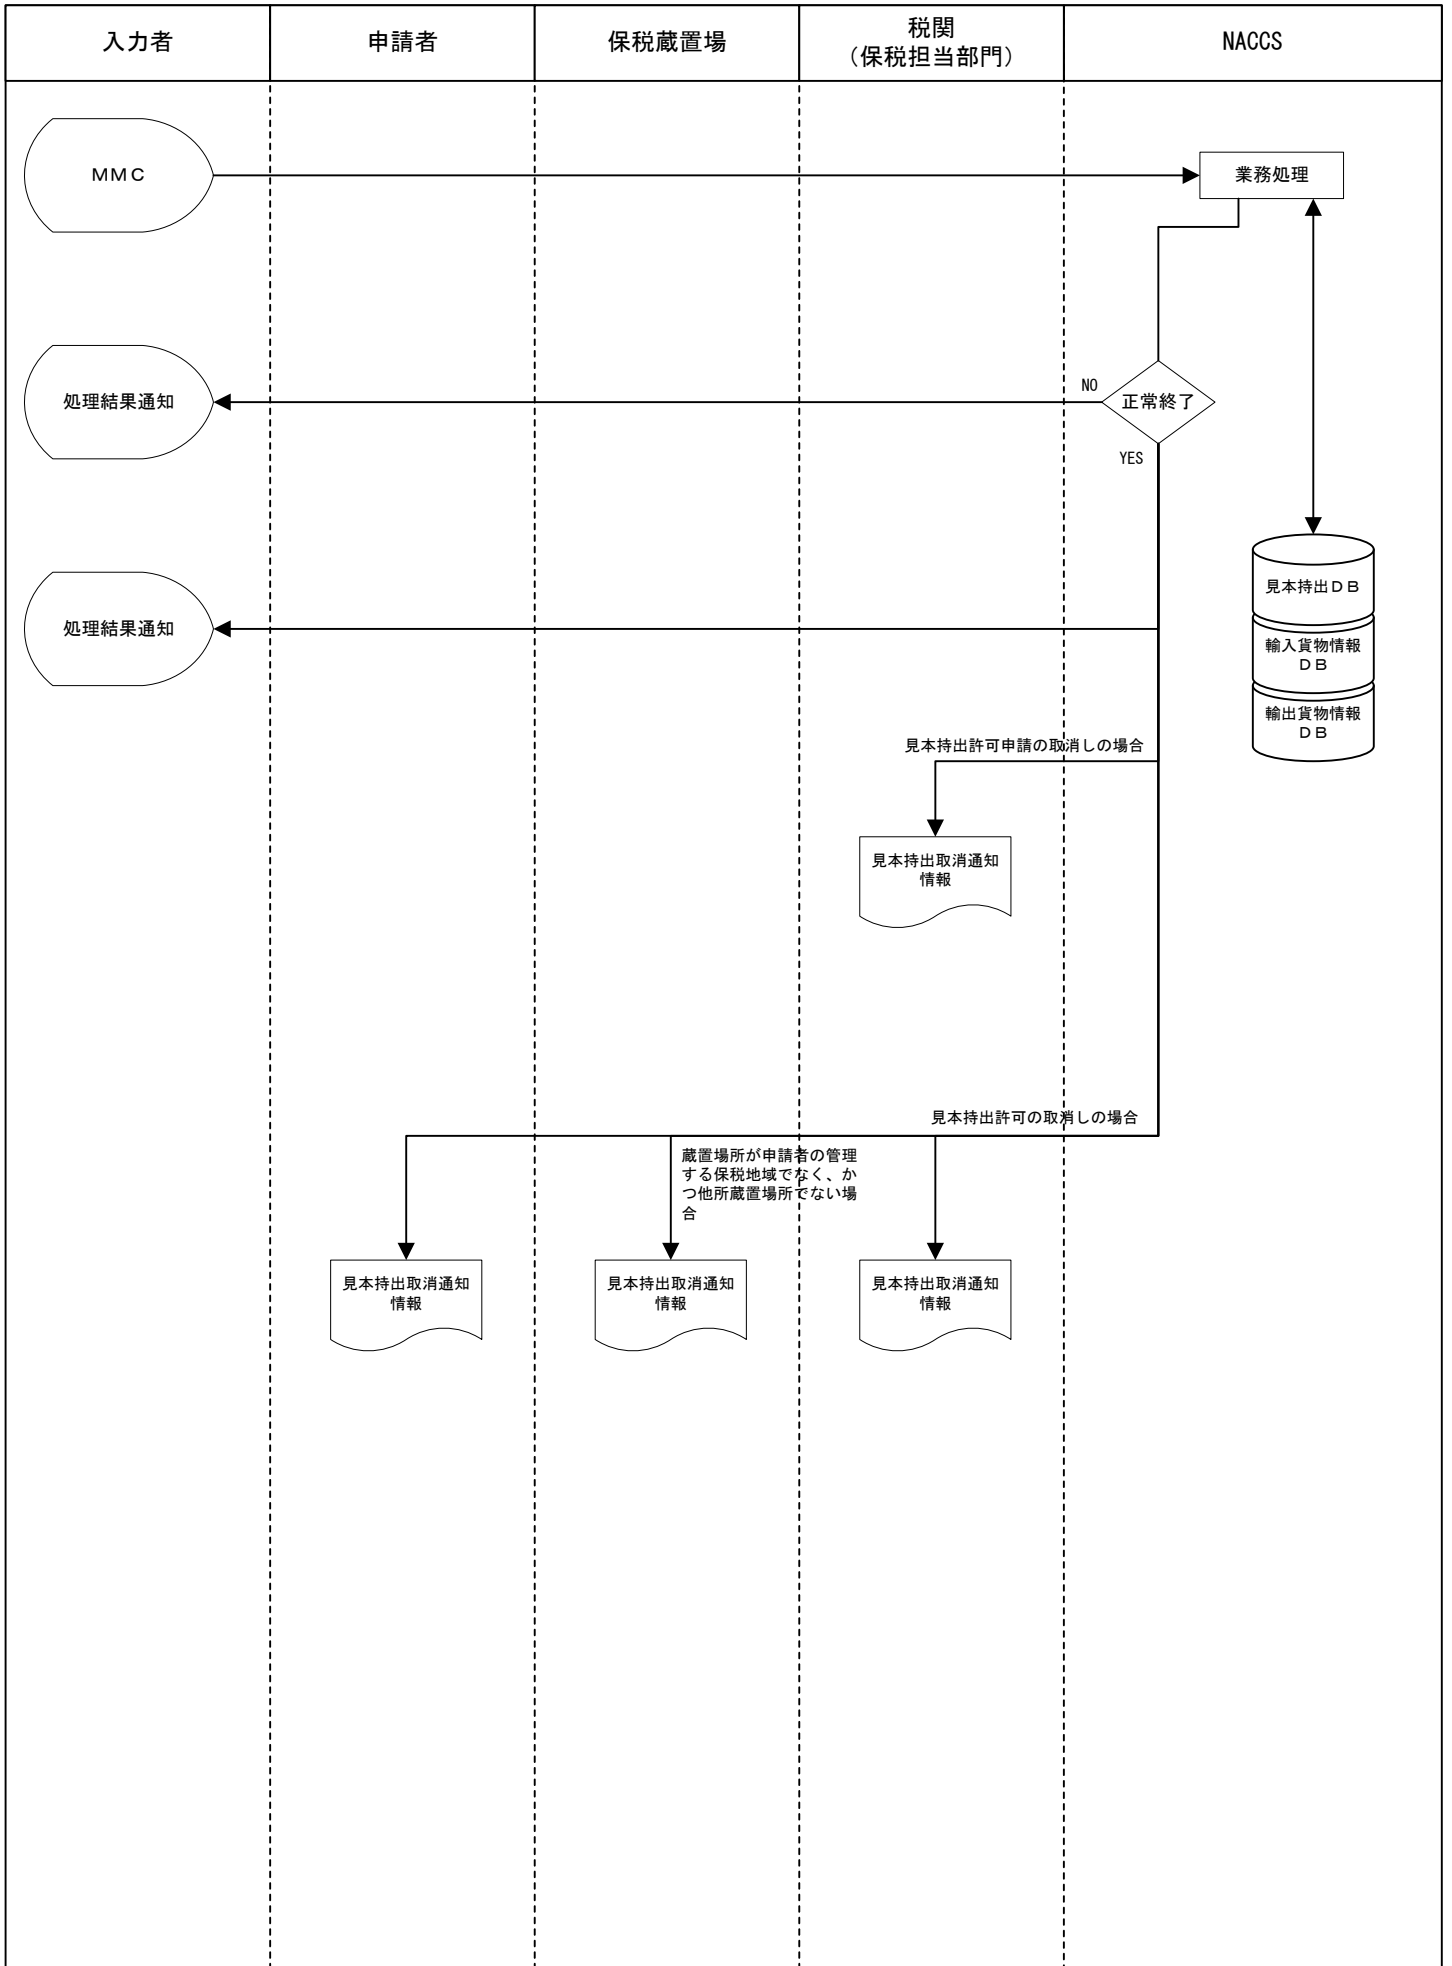 入力者
申請者
保税蔵置場
税関
（保税担当部門）
NACCS
ＭＭＣ
業務処理
処理結果通知
NO
正常終了
YES
見本持出ＤＢ
処理結果通知
輸入貨物情報
ＤＢ
輸出貨物情報
ＤＢ
見本持出許可申請の取消しの場合
見本持出取消通知
情報
見本持出許可の取消しの場合
蔵置場所が申請者の管理
する保税地域でなく、か
つ他所蔵置場所でない場
合
見本持出取消通知
情報
見本持出取消通知
情報
見本持出取消通知
情報